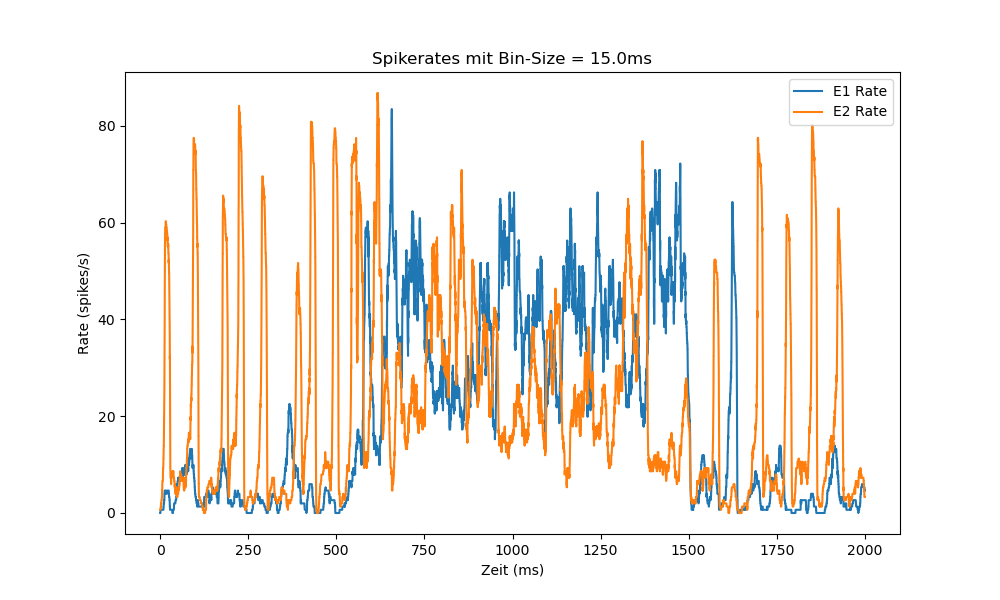 Spikerates mit Bin-Size = 15.0ms
E1 Rate
E2 Rate
80
60
40
20
0
Rate (spikes/s)
0 250 500 750 1000 1250 1500 1750 2000
Zeit (ms)